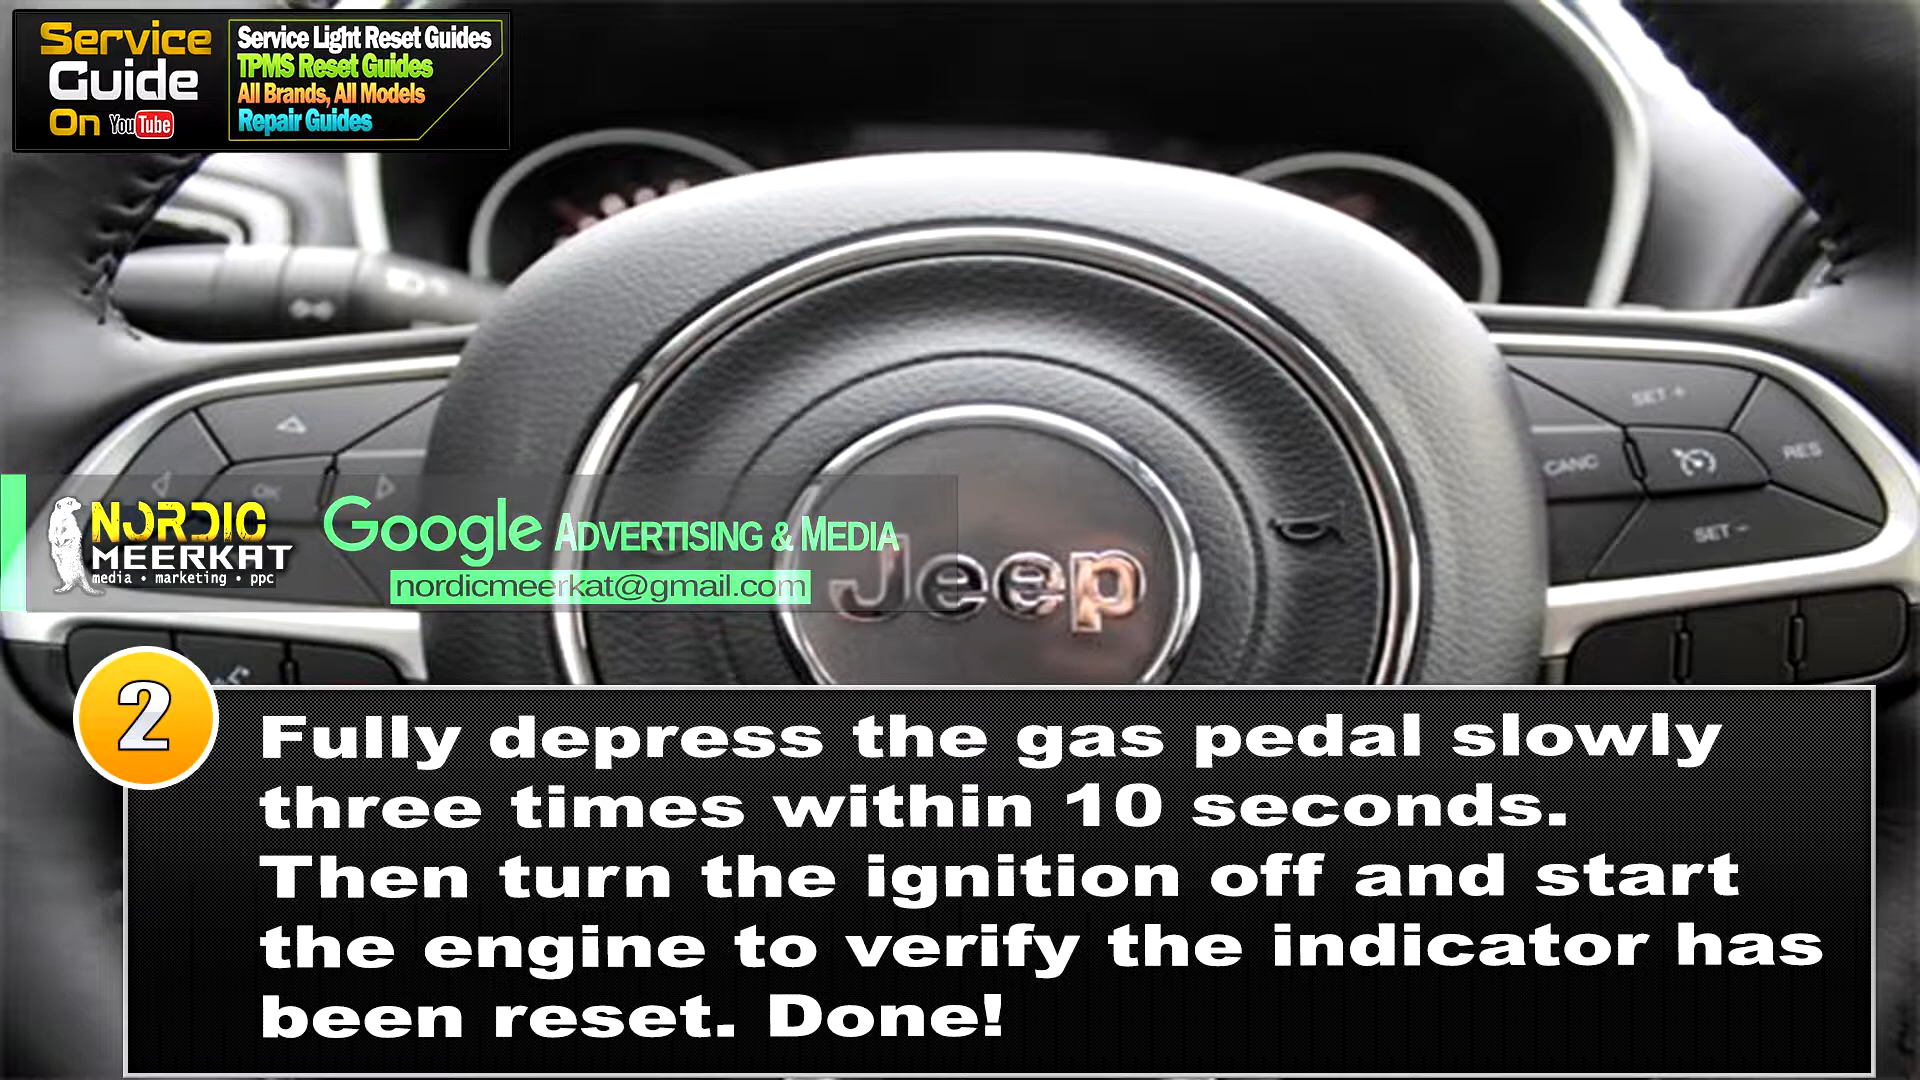 Service
Guide
On YouTube
Service Light Reset Guides
TPMS Reset Guides
All Brands, All Models
Repair Guides
SET +
CANC
RES
SET -
OK
NORDIC
MEERKAT
media • marketing • ppc
Google ADVERTISING & MEDIA
nordicmeerkat@gmail.com
Jeep
2
Fully depress the gas pedal slowly
three times within 10 seconds.
Then turn the ignition off and start
the engine to verify the indicator has
been reset. Done!